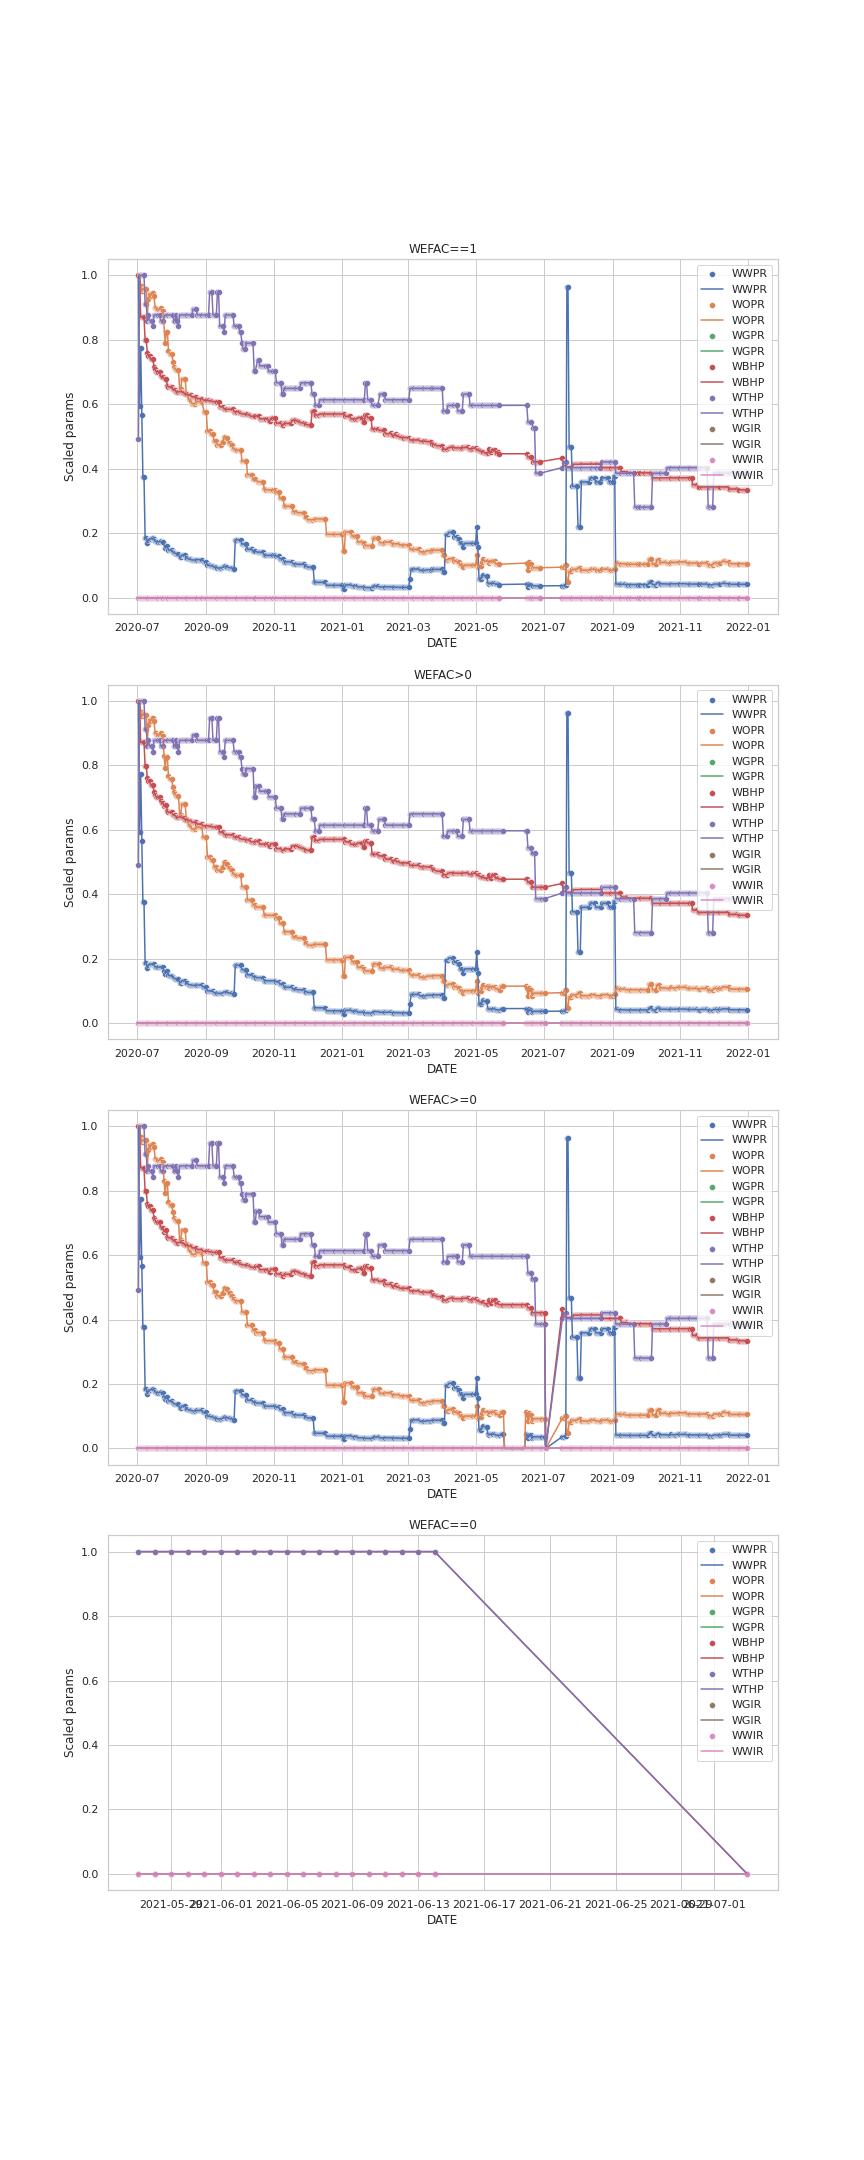 WEFAC==1
Scaled params
1.0
0.8
0.6
0.4
0.2
0.0
WWPR
WWPR
WOPR
WOPR
WGPR
WGPR
WBHP
WBHP
WTHP
WTHP
WGIR
WGIR
WWIR
WWIR
2020-07 2020-09 2020-11 2021-01 2021-03 2021-05 2021-07 2021-09 2021-11 2022-01
DATE
WEFAC>0
Scaled params
1.0
0.8
0.6
0.4
0.2
0.0
WWPR
WWPR
WOPR
WOPR
WGPR
WGPR
WBHP
WBHP
WTHP
WTHP
WGIR
WGIR
WWIR
WWIR
2020-07 2020-09 2020-11 2021-01 2021-03 2021-05 2021-07 2021-09 2021-11 2022-01
DATE
WEFAC>=0
Scaled params
1.0
0.8
0.6
0.4
0.2
0.0
WWPR
WWPR
WOPR
WOPR
WGPR
WGPR
WBHP
WBHP
WTHP
WTHP
WGIR
WGIR
WWIR
WWIR
2020-07 2020-09 2020-11 2021-01 2021-03 2021-05 2021-07 2021-09 2021-11 2022-01
DATE
WEFAC==0
Scaled params
1.0
0.8
0.6
0.4
0.2
0.0
WWPR
WWPR
WOPR
WOPR
WGPR
WGPR
WBHP
WBHP
WTHP
WTHP
WGIR
WGIR
WWIR
WWIR
2021-05-29 2021-06-01 2021-06-05 2021-06-09 2021-06-13 2021-06-17 2021-06-21 2021-06-25 2021-06-29 2021-07-01
DATE